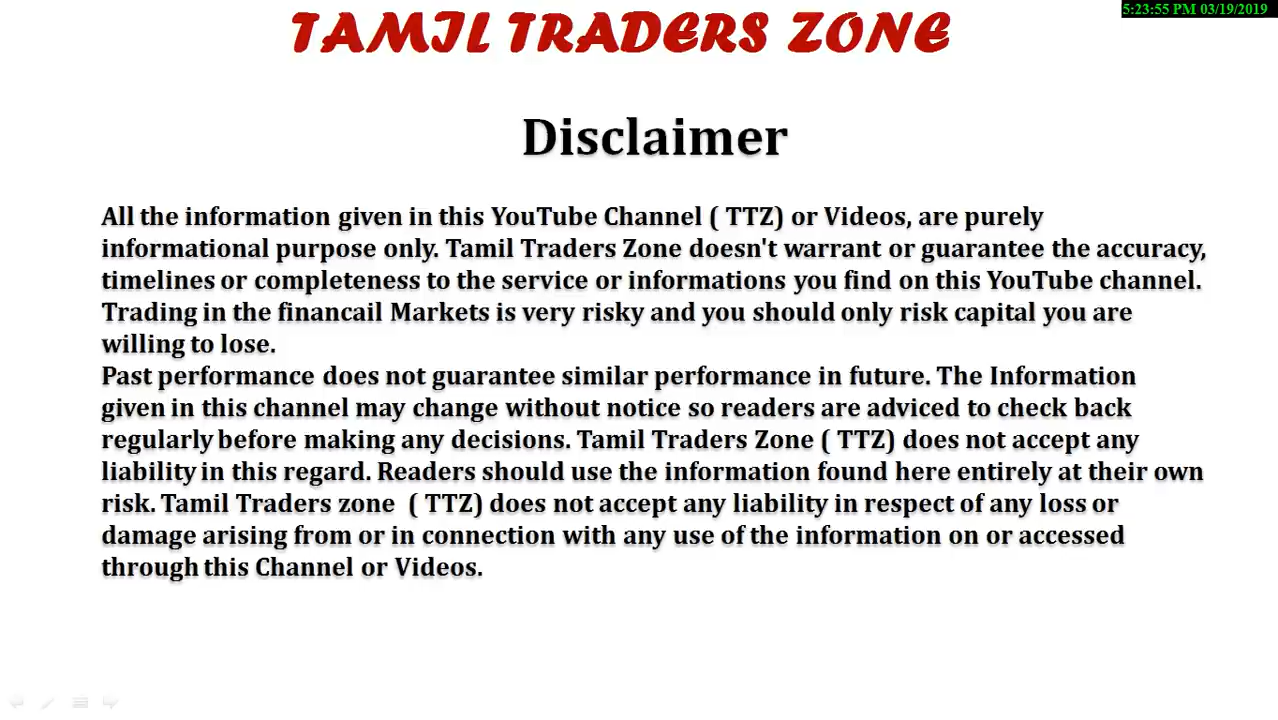 5:23:55 PM 03/19/2019
TAMIL TRADERS ZONE
Disclaimer
All the information given in this YouTube Channel ( TTZ) or Videos, are purely
informational purpose only. Tamil Traders Zone doesn't warrant or guarantee the accuracy,
timelines or completeness to the service or informations you find on this YouTube channel.
Trading in the financail Markets is very risky and you should only risk capital you are
willing to lose.
Past performance does not guarantee similar performance in future. The Information
given in this channel may change without notice so readers are adviced to check back
regularly before making any decisions. Tamil Traders Zone ( TTZ) does not accept any
liability in this regard. Readers should use the information found here entirely at their own
risk. Tamil Traders zone  ( TTZ) does not accept any liability in respect of any loss or
damage arising from or in connection with any use of the information on or accessed
through this Channel or Videos.